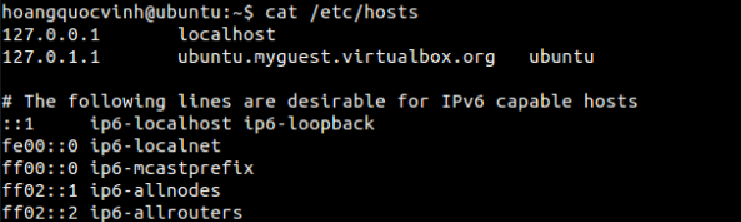 hoangquocvinh@ubuntu:~$ cat /etc/hosts
127.0.0.1       localhost
127.0.1.1       ubuntu.myguest.virtualbox.org   ubuntu

# The following lines are desirable for IPv6 capable hosts
::1     ip6-localhost ip6-loopback
fe00::0 ip6-localnet
ff00::0 ip6-mcastprefix
ff02::1 ip6-allnodes
ff02::2 ip6-allrouters